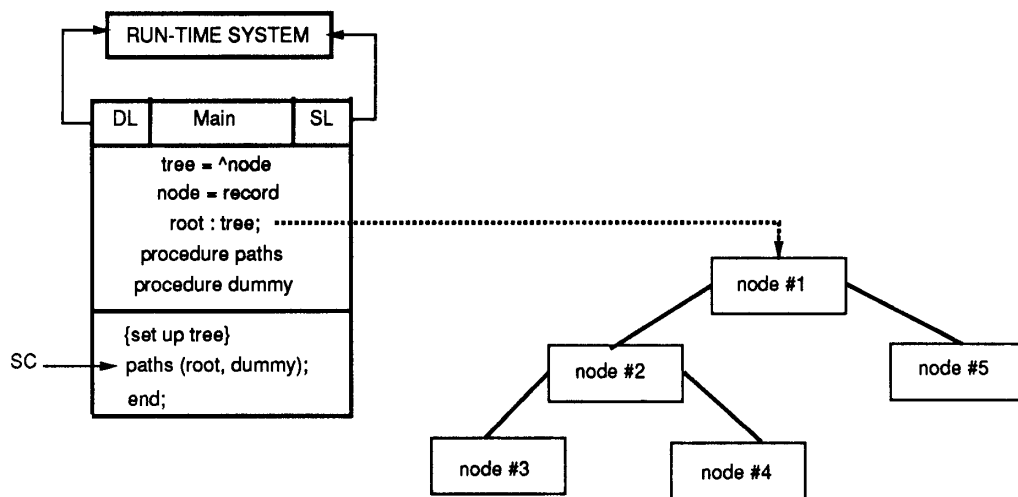 RUN-TIME SYSTEM
DL Main SL
tree = ^node
node = record
root : tree;
procedure paths
procedure dummy
{set up tree}
SC
paths (root, dummy);
end;
node #1
node #2
node #5
node #3
node #4